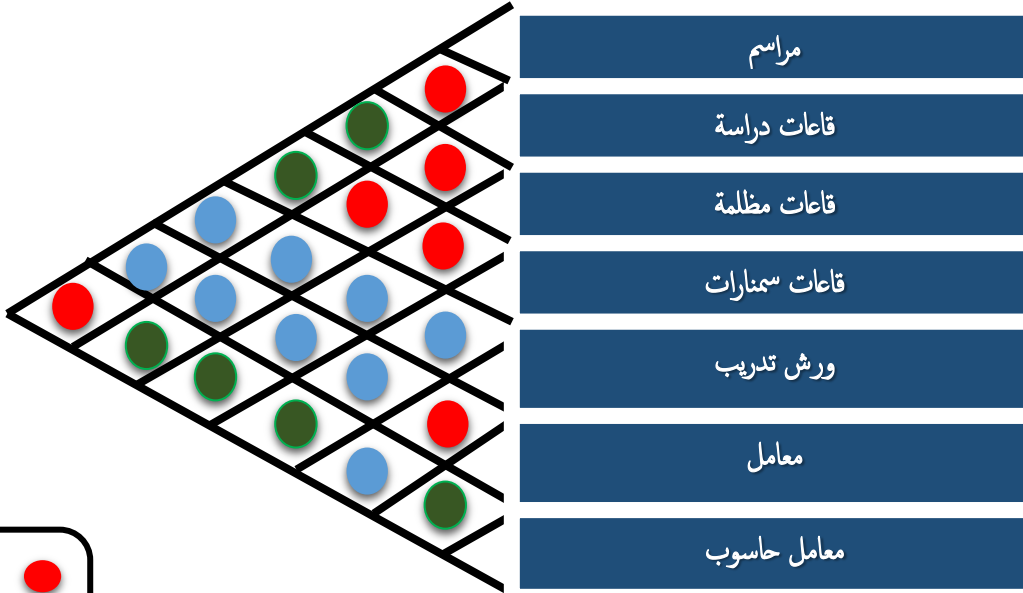 مراسم
قاعات دراسة
قاعات مظلمة
قاعات سمنارات
ورش تدريب
معامل
معامل حاسوب